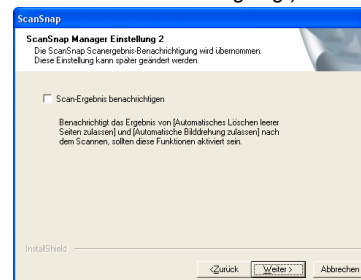 ScanSnap
ScanSnap Manager Einstellung 2
Die ScanSnap Scanergebnis-Benachrichtigung wird übernommen.
Diese Einstellung kann später geändert werden.
Scan-Ergebnis benachrichtigen
Benachrichtigt das Ergebnis von [Automatisches Löschen leerer
Seiten zulassen] und [Automatische Bilddrehung zulassen] nach
dem Scannen, sollten diese Funktionen aktiviert sein.
InstallShield
<Zurück Weiter> Abbrechen